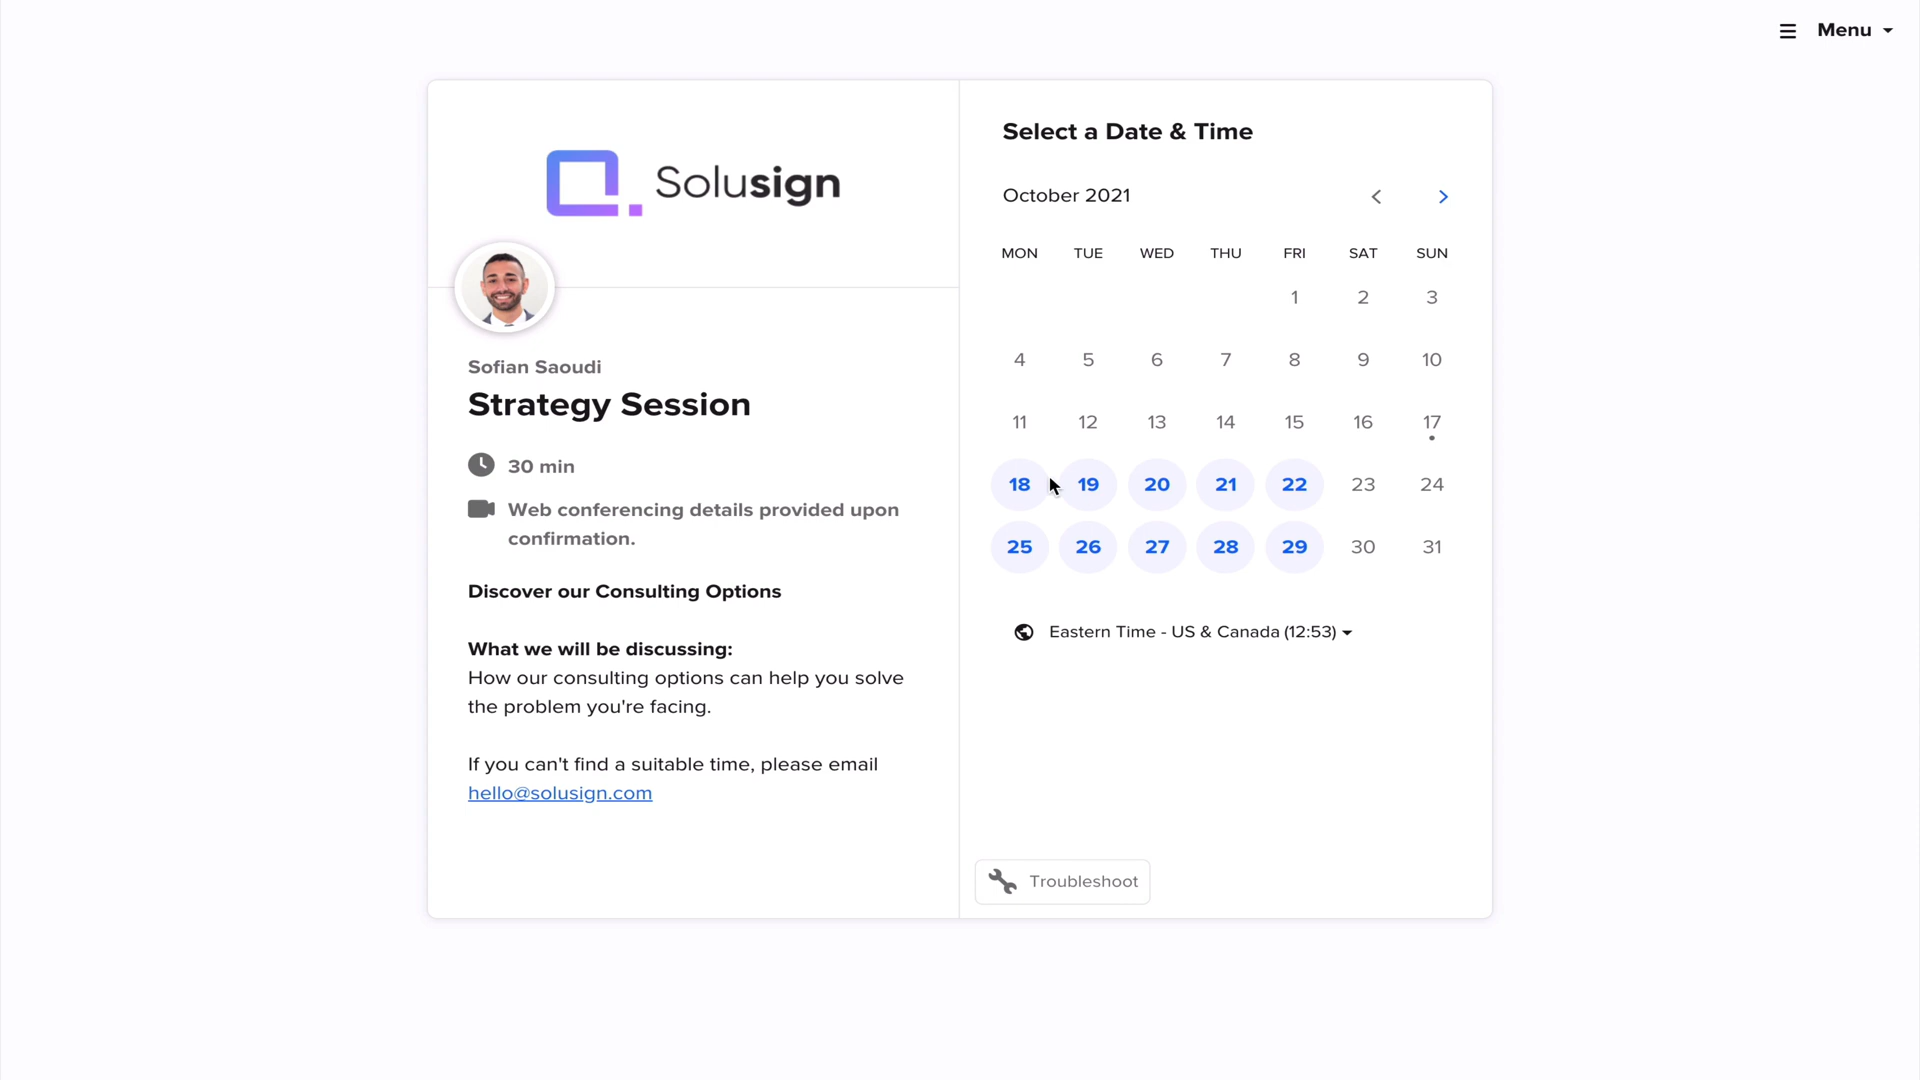 Menu
Solusign
Sofian Saoudi
Strategy Session
30 min
Web conferencing details provided upon
confirmation.
Discover our Consulting Options
What we will be discussing:
How our consulting options can help you solve
the problem you're facing.
If you can't find a suitable time, please email
hello@solusign.com
Select a Date & Time
October 2021
MON TUE WED THU FRI SAT SUN
1 2 3
4 5 6 7 8 9 10
11 12 13 14 15 16 17
18 19 20 21 22 23 24
25 26 27 28 29 30 31
Eastern Time - US & Canada (12:53)
Troubleshoot